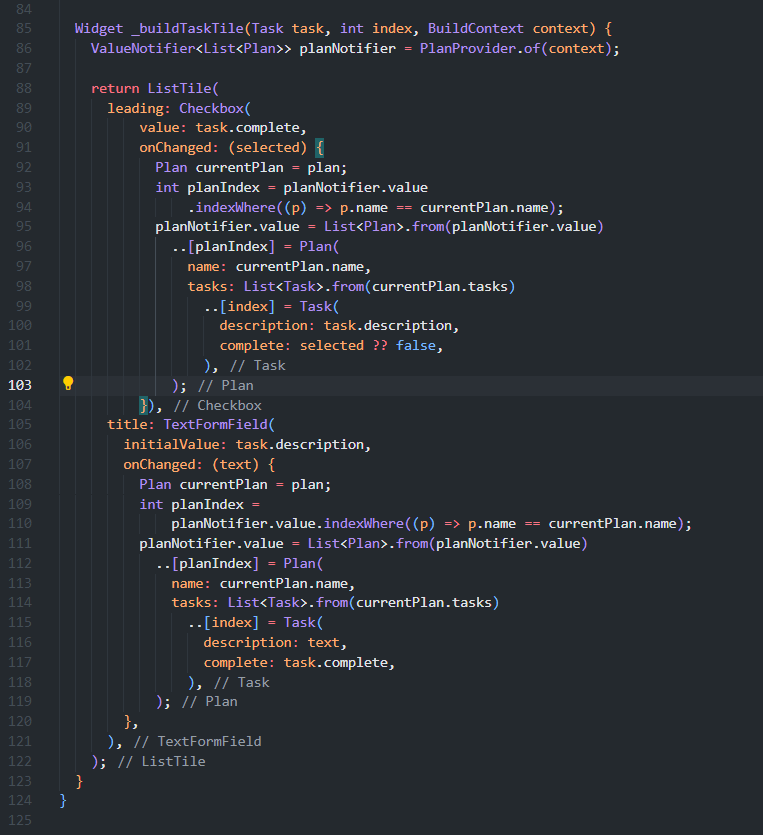 84
85 Widget _buildTaskTile(Task task, int index, BuildContext context) {
86 ValueNotifier<List<Plan>> planNotifier = PlanProvider.of(context);
87
88 return ListTile(
89 leading: Checkbox(
90 value: task.complete,
91 onChanged: (selected) {
92 Plan currentPlan = plan;
93 int planIndex = planNotifier.value
94 .indexWhere((p) => p.name == currentPlan.name);
95 planNotifier.value = List<Plan>.from(planNotifier.value)
96 ..[planIndex] = Plan(
97 name: currentPlan.name,
98 tasks: List<Task>.from(currentPlan.tasks)
99 ..[index] = Task(
100 description: task.description,
101 complete: selected ?? false,
102 ), // Task
103 ); // Plan
104 }), // Checkbox
105 title: TextFormField(
106 initialValue: task.description,
107 onChanged: (text) {
108 Plan currentPlan = plan;
109 int planIndex =
110 planNotifier.value.indexWhere((p) => p.name == currentPlan.name);
111 planNotifier.value = List<Plan>.from(planNotifier.value)
112 ..[planIndex] = Plan(
113 name: currentPlan.name,
114 tasks: List<Task>.from(currentPlan.tasks)
115 ..[index] = Task(
116 description: text,
117 complete: task.complete,
118 ), // Task
119 ); // Plan
120 },
121 ), // TextFormField
122 ); // ListTile
123 }
124 }
125